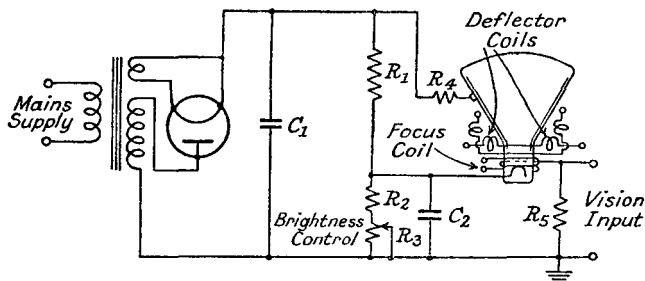 Deflector
Coils
R1
R4
Mains
Supply
C1
Focus
Coil
R2
Brightness
Control
R3
C2
R5
Vision
Input